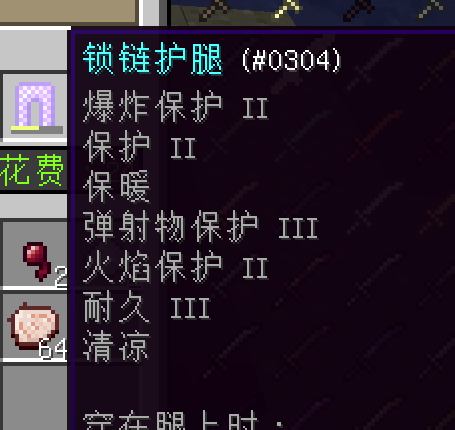 锁链护腿 (#0304)
爆炸保护 II
保护 II
保暖
弹射物保护 III
火焰保护 II
耐久 III
清凉
花费
2
64
穿在腿上时：